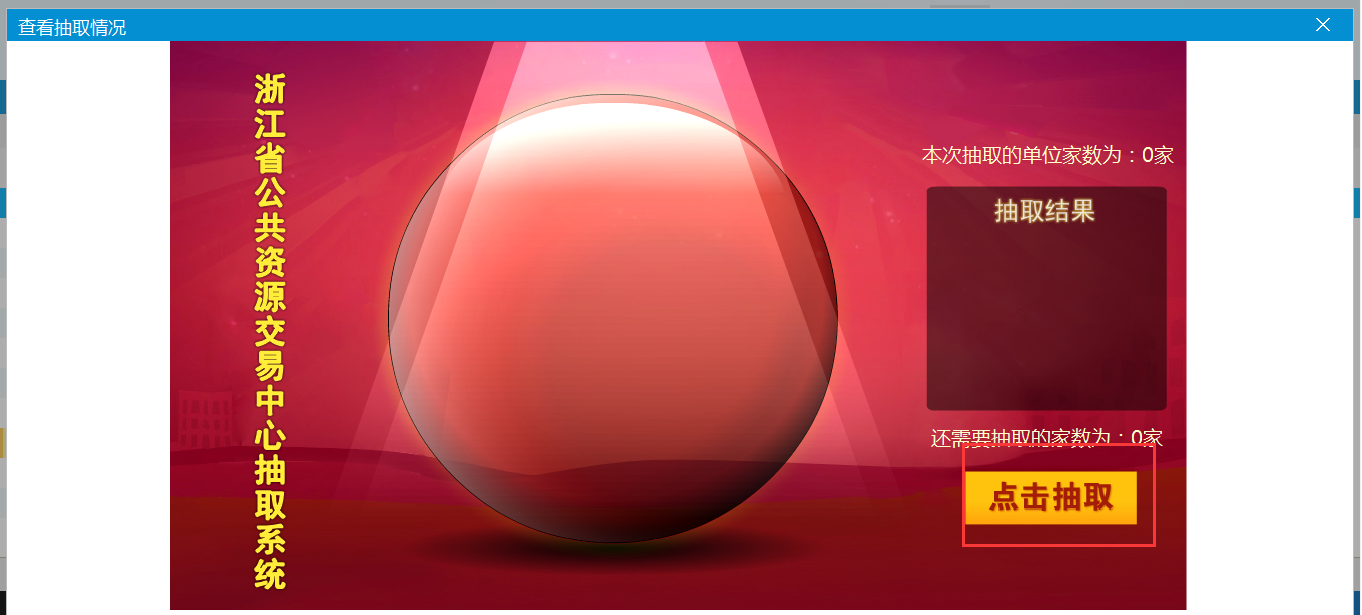 查看抽取情况
浙江省公共资源交易中心抽取系统
本次抽取的单位家数为：0家
抽取结果
还需要抽取的家数为：0家
点击抽取